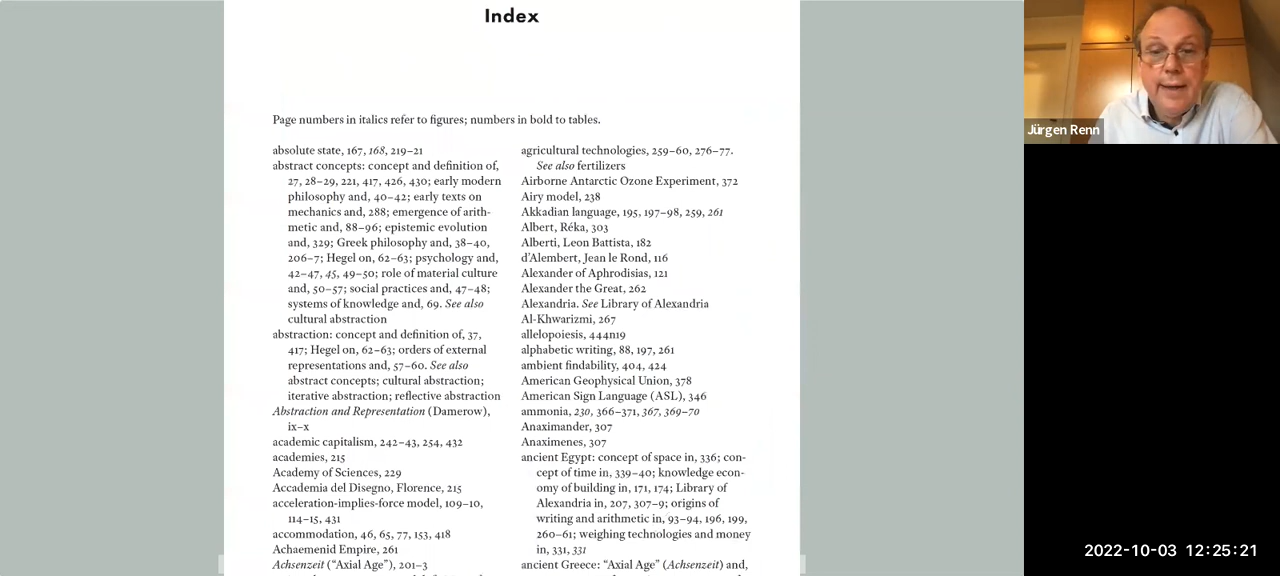 Index
Page numbers in italics refer to figures; numbers in bold to tables.
absolute state, 167, 168, 219–21
abstract concepts: concept and definition of,
27, 28–29, 221, 417, 426, 430; early modern
philosophy and, 40–42; early texts on
mechanics and, 288; emergence of arith-
metic and, 88–96; epistemic evolution
and, 329; Greek philosophy and, 38–40,
206–7; Hegel on, 62–63; psychology and,
42–47, 45, 49–50; role of material culture
and, 50–57; social practices and, 47–48;
systems of knowledge and, 69. See also
cultural abstraction
abstraction: concept and definition of, 37,
417; Hegel on, 62–63; orders of external
representations and, 57–60. See also
abstract concepts; cultural abstraction;
iterative abstraction; reflective abstraction
Abstraction and Representation (Damerow),
ix–x
academic capitalism, 242–43, 254, 432
academies, 215
Academy of Sciences, 229
Accademia del Disegno, Florence, 215
acceleration-implies-force model, 109–10,
114–15, 431
accommodation, 46, 65, 77, 153, 418
Achaemenid Empire, 261
Achsenzeit (“Axial Age”), 201–3
agricultural technologies, 259–60, 276–77.
See also fertilizers
Airborne Antarctic Ozone Experiment, 372
Airy model, 238
Akkadian language, 195, 197–98, 259, 261
Albert, Réka, 303
Alberti, Leon Battista, 182
d’Alembert, Jean le Rond, 116
Alexander of Aphrodisias, 121
Alexander the Great, 262
Alexandria. See Library of Alexandria
Al-Khwarizmi, 267
allelopoiesis, 444n19
alphabetic writing, 88, 197, 261
ambient findability, 404, 424
American Geophysical Union, 378
American Sign Language (ASL), 346
ammonia, 230, 366–371, 367, 369–70
Anaximander, 307
Anaximenes, 307
ancient Egypt: concept of space in, 336; con-
cept of time in, 339–40; knowledge econ-
omy of building in, 171, 174; Library of
Alexandria in, 207, 307–9; origins of
writing and arithmetic in, 93–94, 196, 199,
260–61; weighing technologies and money
in, 331, 331
ancient Greece: “Axial Age” (Achsenzeit) and,
Jürgen Renn
2022-10-03 12:25:21